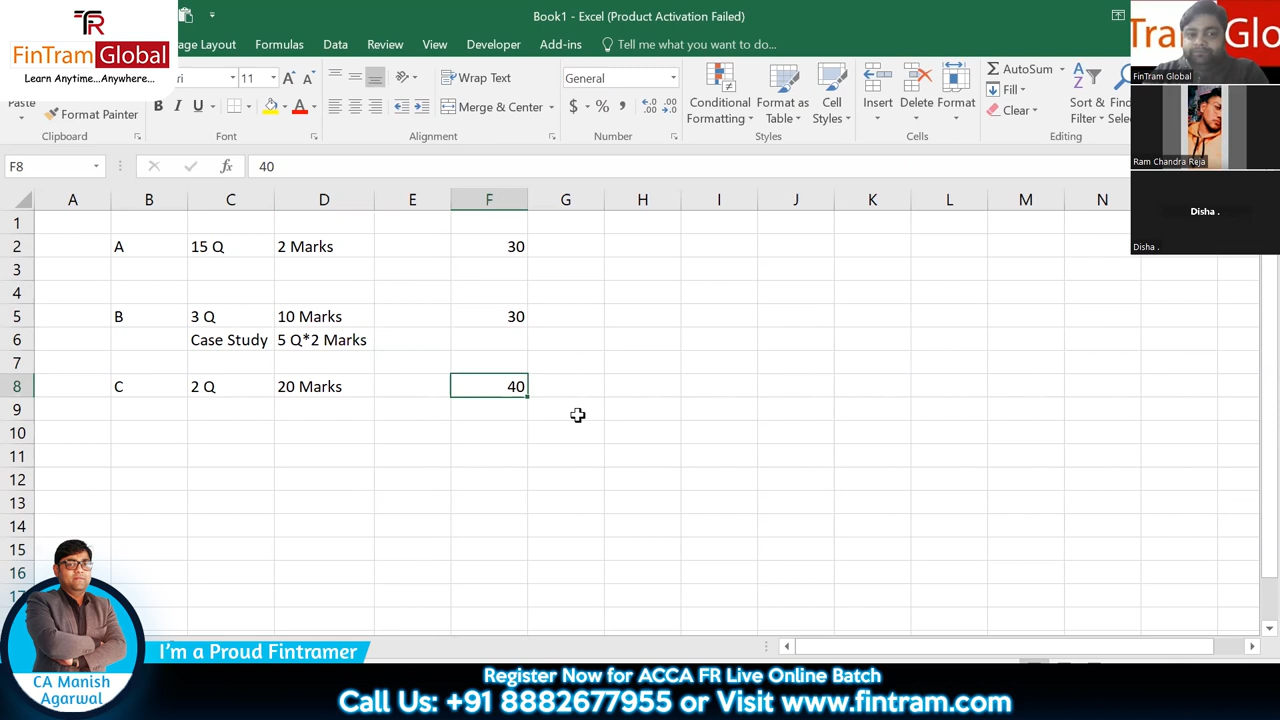 Book1 - Excel (Product Activation Failed)
FinTram Global
Learn Anytime...Anywhere...
age Layout Formulas Data Review View Developer Add-ins Tell me what you want to do...
ri 11 A A Wrap Text General AutoSum
Paste Format Painter B I U A Merge & Center $ % , Conditional Formatting Format as Table Cell Styles Insert Delete Format Fill Clear Sort & Find
Filter Select
Clipboard Font Alignment Number Styles Cells Editing
FinTram Global
Ram Chandra Reja
Disha .
Disha .
F8 fx 40
A B C D E F G H I J K L M N
1
2 A 15 Q 2 Marks 30
3
4
5 B 3 Q 10 Marks 30
6 Case Study 5 Q*2 Marks
7
8 C 2 Q 20 Marks 40
9
10
11
12
13
14
15
16
17
I'm a Proud Fintramer
CA Manish
Agarwal
Register Now for ACCA FR Live Online Batch
Call Us: +91 8882677955 or Visit www.fintram.com